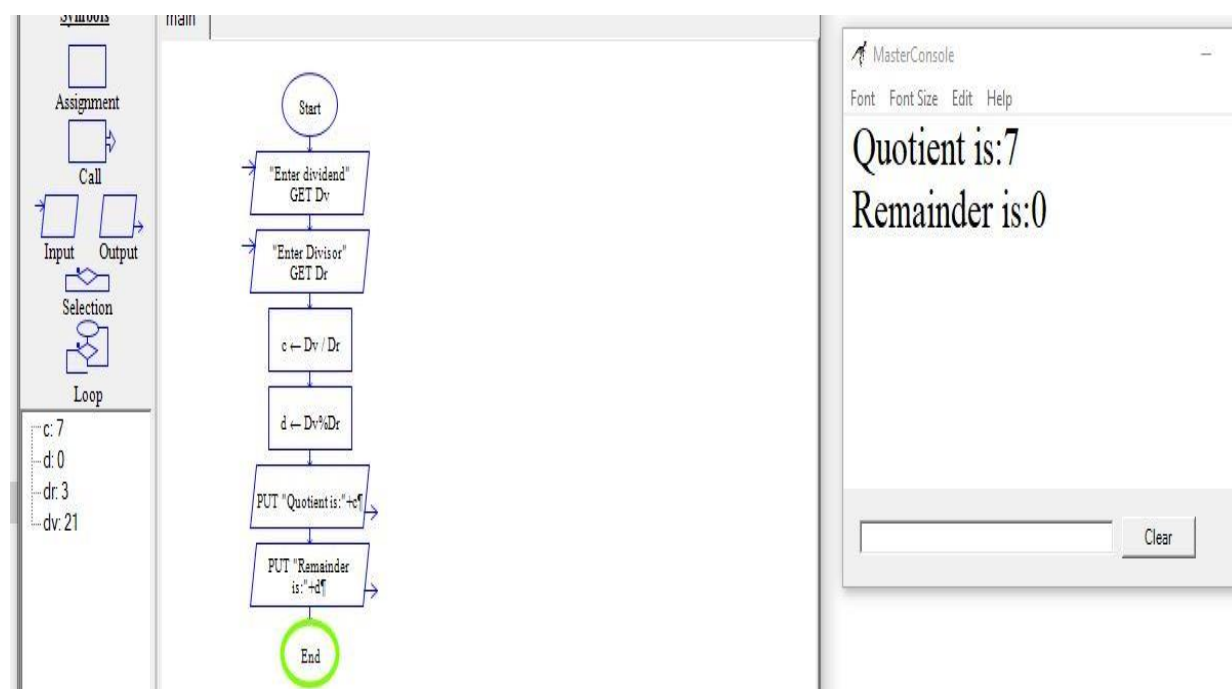 Symbols
main
Assignment
Call
Input Output
Selection
Loop
c: 7
d: 0
dr: 3
dv: 21
Start
"Enter dividend"
GET Dv
"Enter Divisor"
GET Dr
c ← Dv / Dr
d ← Dv%Dr
PUT "Quotient is:"+c¶
PUT "Remainder
is:"+d¶
End
MasterConsole
Font Font Size Edit Help
Quotient is:7
Remainder is:0
Clear